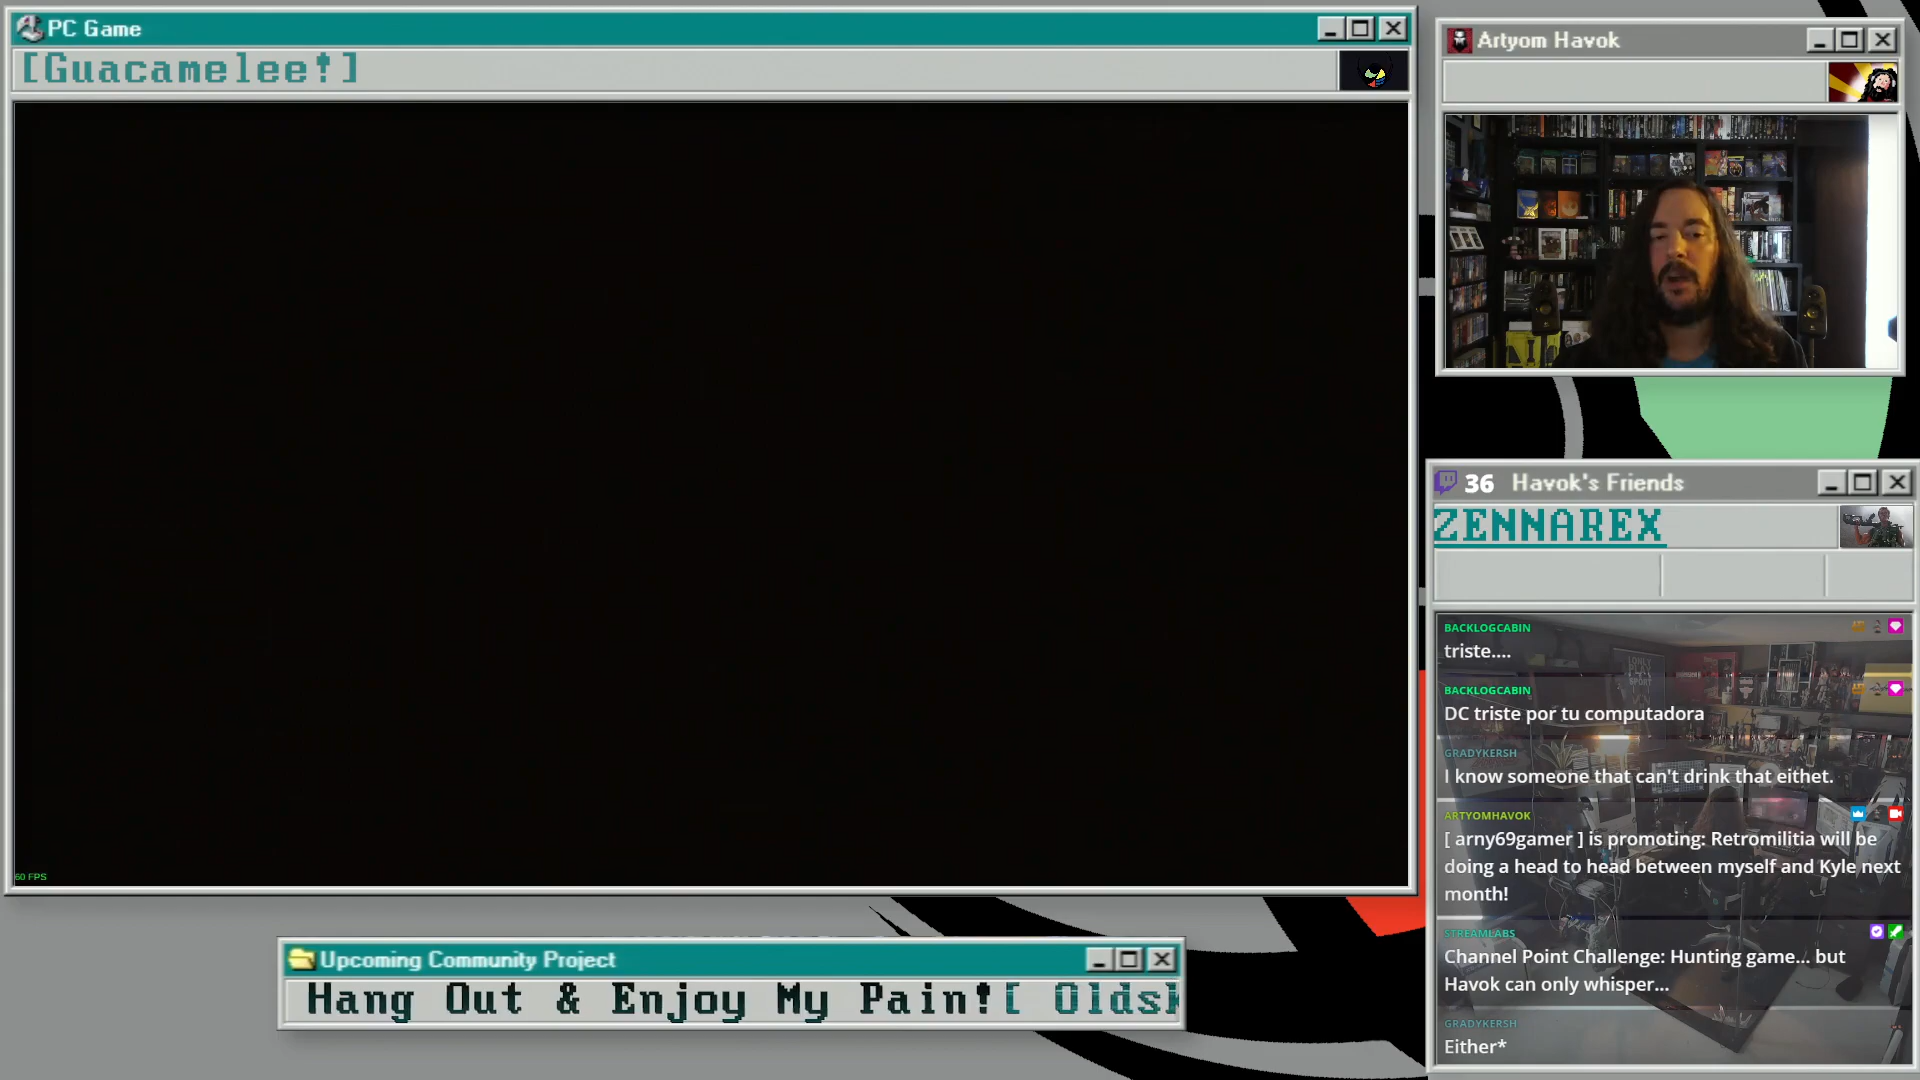 PC Game
[Guacamelee!]
60 FPS
Artyom Havok
36 Havok's Friends
ZENNAREX
BACKLOGCABIN
triste....
BACKLOGCABIN
DC triste por tu computadora
GRADYKERSH
I know someone that can't drink that eithet.
ARTYOMHAVOK
[ arny69gamer ] is promoting: Retromilitia will be
doing a head to head between myself and Kyle next
month!
STREAMLABS
Channel Point Challenge: Hunting game... but
Havok can only whisper...
GRADYKERSH
Either*
Upcoming Community Project
Hang Out & Enjoy My Pain![ Oldsk